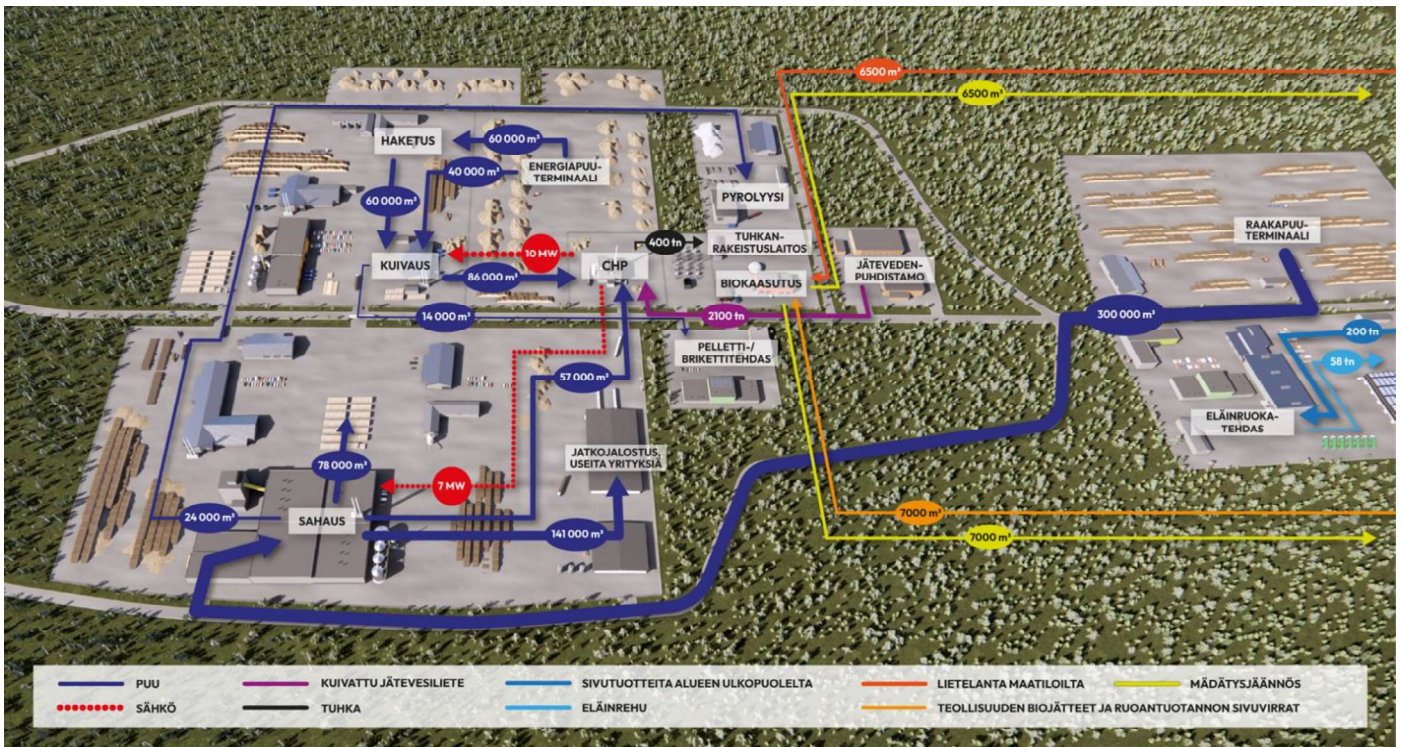 6500 m³
6500 m³
HAKETUS
60 000 m³
ENERGIAPUU-
TERMINAALI
40 000 m³
60 000 m³
PYROLYYSI
RAAKAPUU-
TERMINAALI
TUHKAN-
RAKEISTUSLAITOS
400 tn
10 MW
KUIVAUS
86 000 m³
CHP
BIOKAASUTUS
JÄTEVEDEN-
PUHDISTAMO
14 000 m³
2100 tn
300 000 m³
200 tn
58 tn
PELLETTI-/
BRIKETTITEHDAS
57 000 m³
ELÄINRUOKA-
TEHDAS
JATKOJALOSTUS,
USEITA YRITYKSIÄ
78 000 m³
7 MW
24 000 m³
SAHAUS
141 000 m³
7000 m³
7000 m³
PUU
KUIVATTU JÄTEVESILIETE
SIVUTUOTTEITA ALUEEN ULKOPUOLELTA
LIETELANTA MAATILOILTA
MÄDÄTYSJÄÄNNÖS
SÄHKÖ
TUHKA
ELÄINREHU
TEOLLISUUDEN BIOJÄTTEET JA RUOANTUOTANNON SIVUVIRRAT